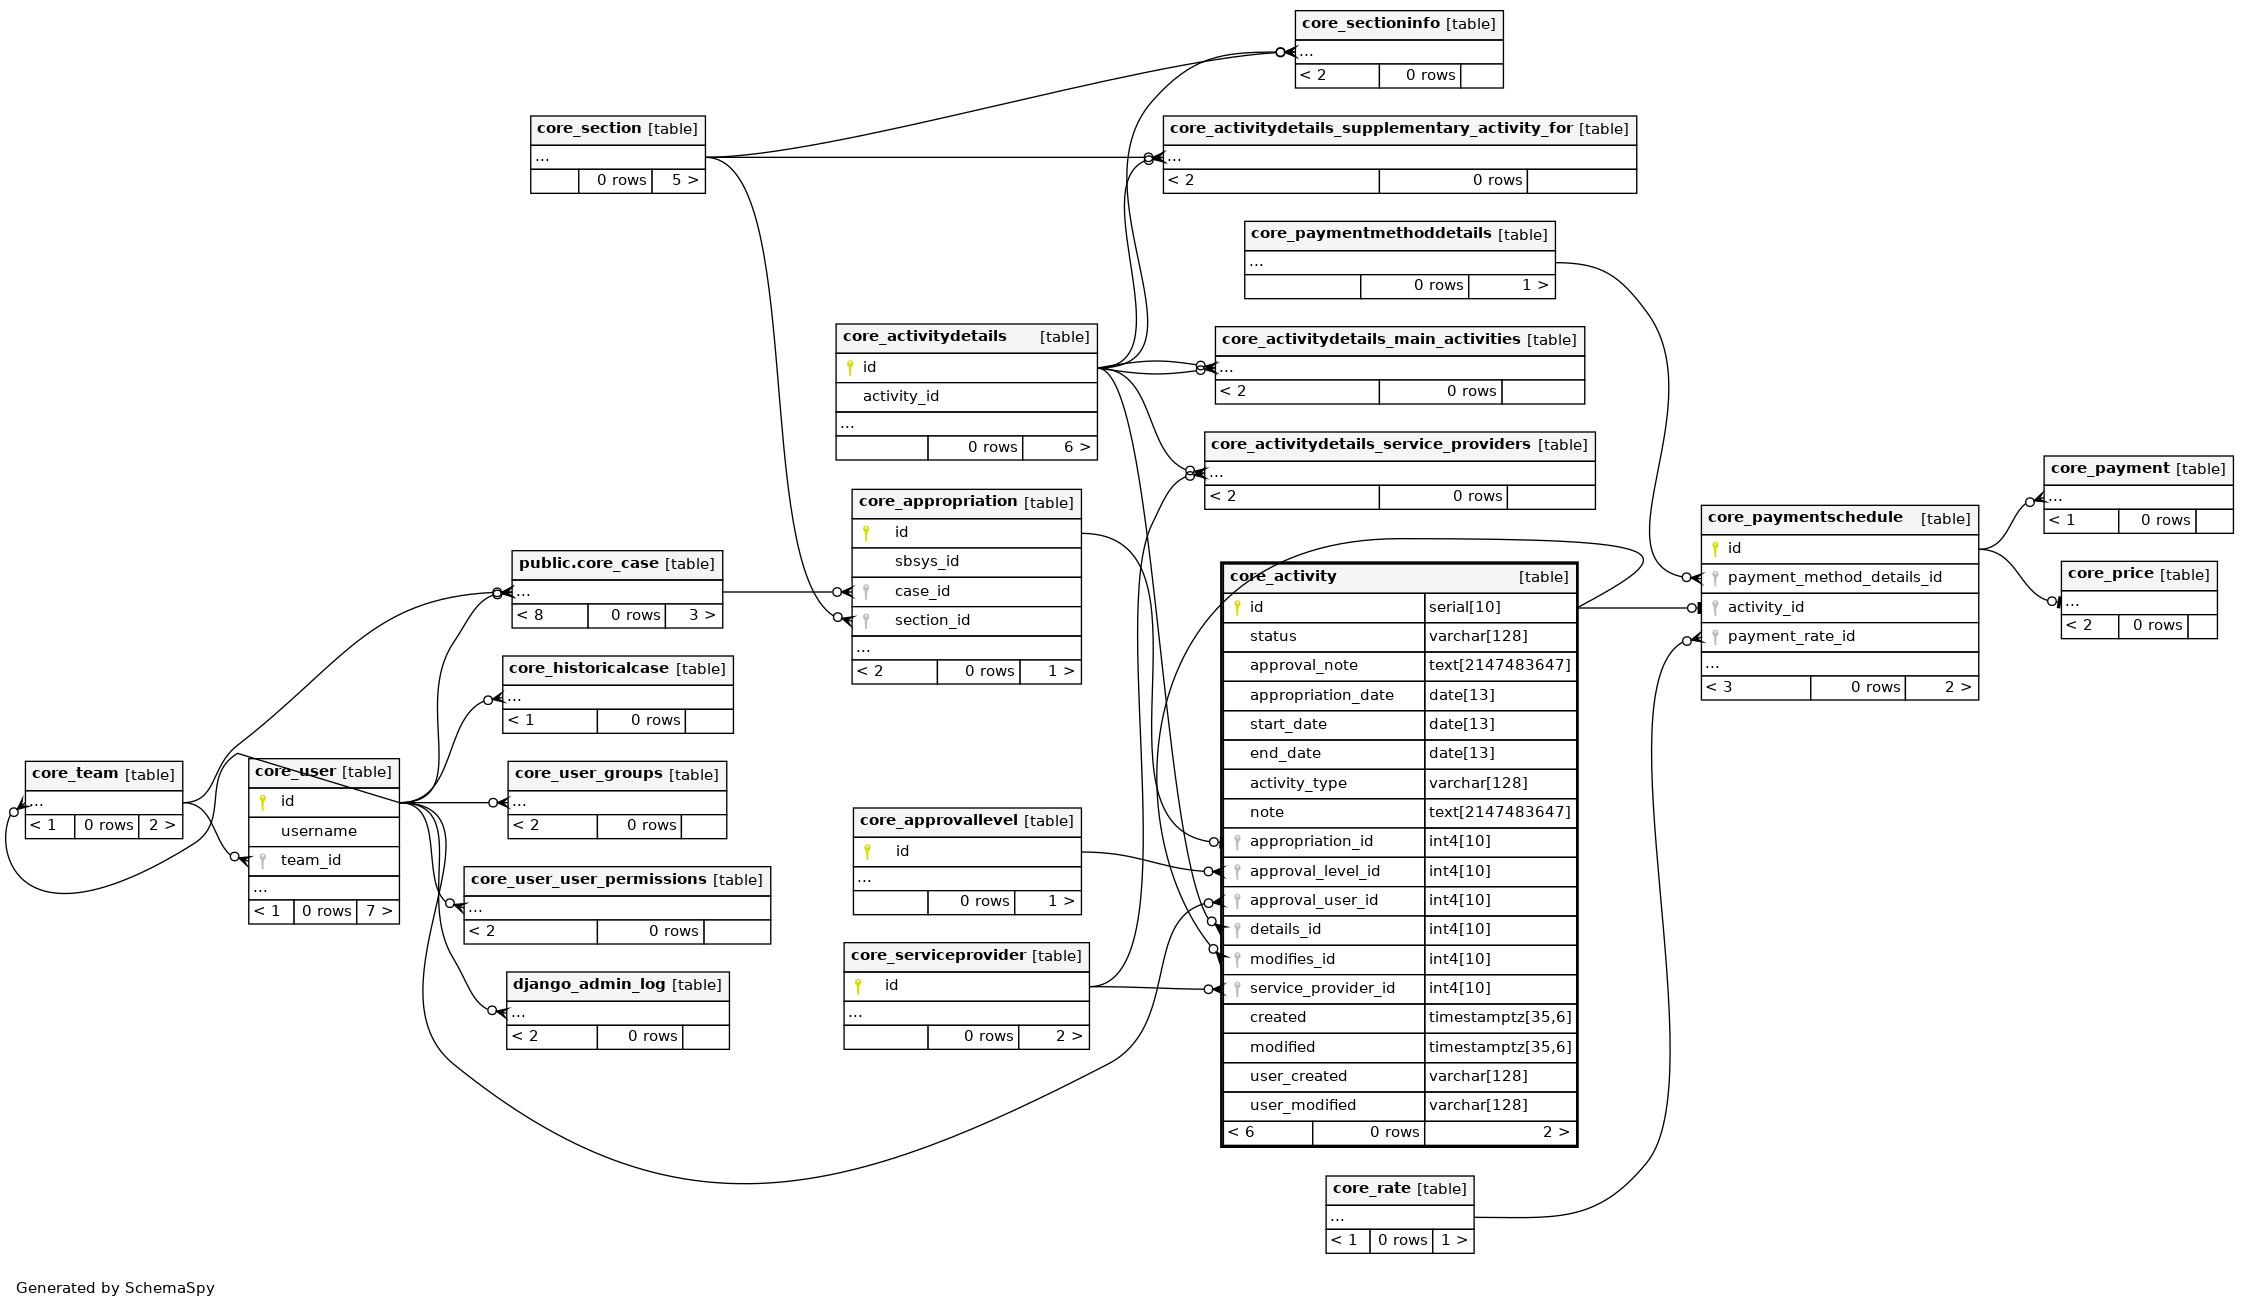 core_sectioninfo [table]
...
< 2 0 rows
core_section [table]
...
0 rows 5 >
core_activitydetails_supplementary_activity_for [table]
...
< 2 0 rows
core_paymentmethoddetails [table]
...
0 rows 1 >
core_activitydetails [table]
id
activity_id
...
0 rows 6 >
core_activitydetails_main_activities [table]
...
< 2 0 rows
core_activitydetails_service_providers [table]
...
< 2 0 rows
core_payment [table]
...
< 1 0 rows
core_appropriation [table]
id
sbsys_id
case_id
section_id
...
< 2 0 rows 1 >
core_paymentschedule [table]
id
payment_method_details_id
activity_id
payment_rate_id
...
< 3 0 rows 2 >
public.core_case [table]
...
< 8 0 rows 3 >
core_price [table]
...
< 2 0 rows
core_activity [table]
id serial[10]
status varchar[128]
approval_note text[2147483647]
appropriation_date date[13]
start_date date[13]
end_date date[13]
activity_type varchar[128]
note text[2147483647]
appropriation_id int4[10]
approval_level_id int4[10]
approval_user_id int4[10]
details_id int4[10]
modifies_id int4[10]
service_provider_id int4[10]
created timestamptz[35,6]
modified timestamptz[35,6]
user_created varchar[128]
user_modified varchar[128]
< 6 0 rows 2 >
core_historicalcase [table]
...
< 1 0 rows
core_team [table]
...
< 1 0 rows 2 >
core_user [table]
id
username
team_id
...
< 1 0 rows 7 >
core_user_groups [table]
...
< 2 0 rows
core_approvallevel [table]
id
...
0 rows 1 >
core_user_user_permissions [table]
...
< 2 0 rows
core_serviceprovider [table]
id
...
0 rows 2 >
django_admin_log [table]
...
< 2 0 rows
core_rate [table]
...
< 1 0 rows 1 >
Generated by SchemaSpy